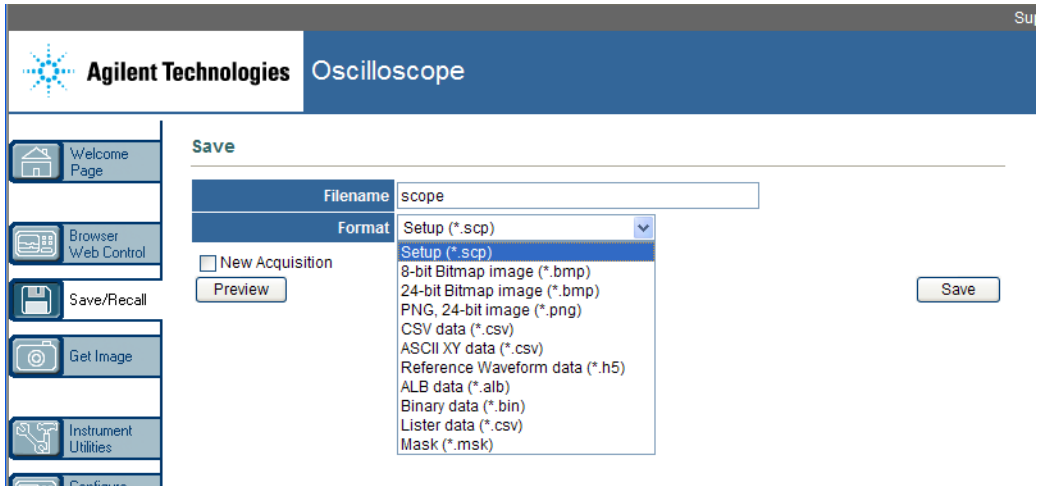 Su
Agilent Technologies
Oscilloscope
Welcome
Page
Browser
Web Control
Save/Recall
Get Image
Instrument
Utilities
Configure
Save
Filename scope
Format Setup (*.scp)
Setup (*.scp)
8-bit Bitmap image (*.bmp)
24-bit Bitmap image (*.bmp)
PNG, 24-bit image (*.png)
CSV data (*.csv)
ASCII XY data (*.csv)
Reference Waveform data (*.h5)
ALB data (*.alb)
Binary data (*.bin)
Lister data (*.csv)
Mask (*.msk)
New Acquisition
Preview
Save